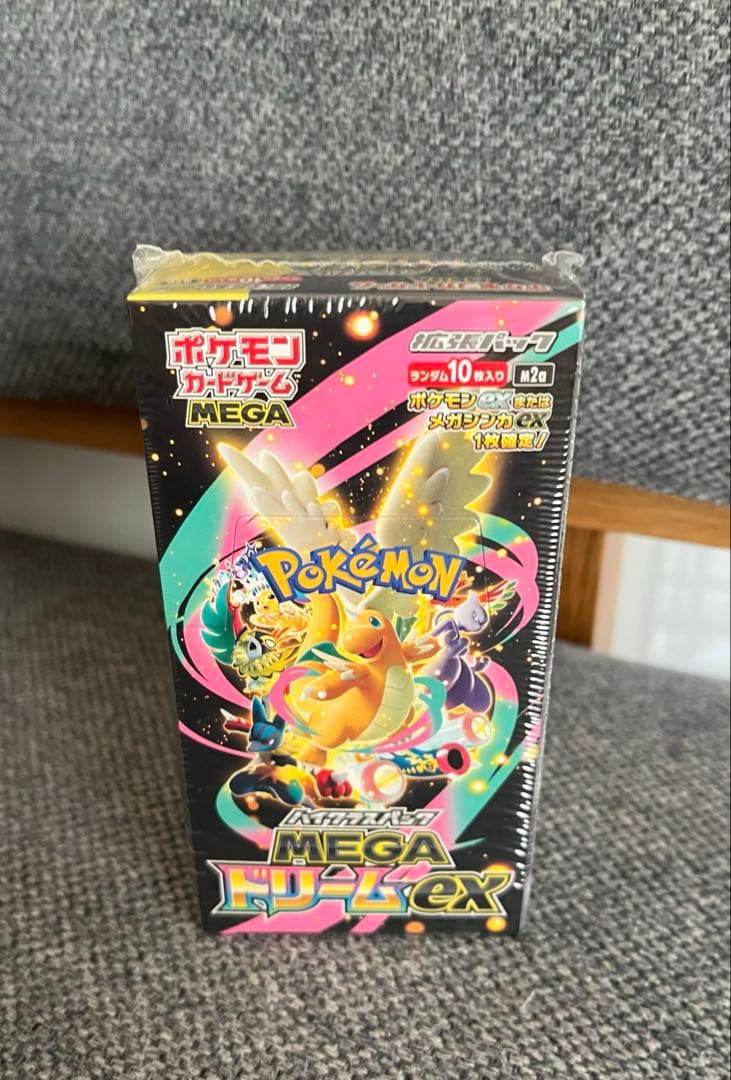 ポケモン
カードゲーム
MEGA
拡張パック
ランダム10枚入り M2a
ポケモンexまたは
メガシンカex
1枚確定!
POKéMON
ハイクラスパック
MEGA
ドリームex